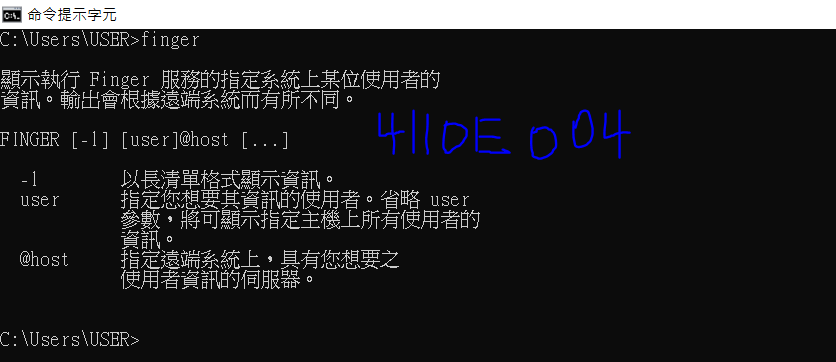 命令提示字元
C:\Users\USER>finger
顯示執行 Finger 服務的指定系統上某位使用者的
資訊。輸出會根據遠端系統而有所不同。
411DE004
FINGER [-l] [user]@host [...]
-l 以長清單格式顯示資訊。
user 指定您想要其資訊的使用者。省略 user
參數，將可顯示指定主機上所有使用者的
資訊。
@host 指定遠端系統上，具有您想要之
使用者資訊的伺服器。
C:\Users\USER>